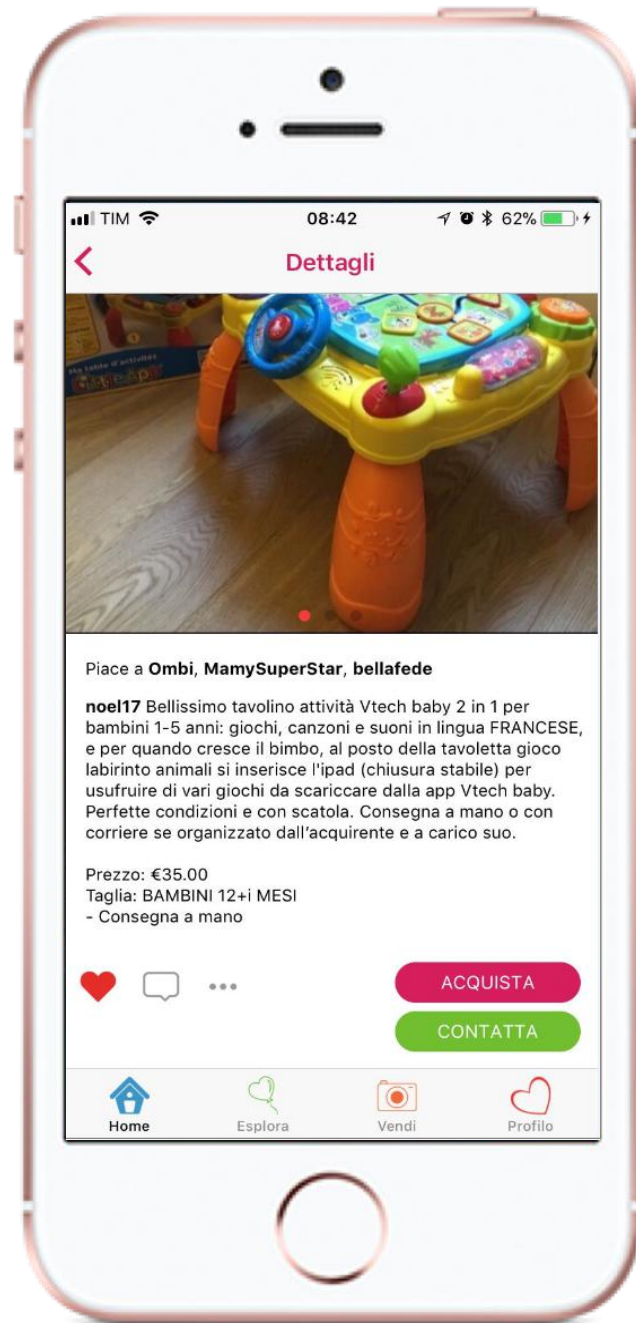 TIM 08:42 62%
Dettagli
Ma table d'activités
1
Piace a Ombi, MamySuperStar, bellafede
noel17 Bellissimo tavolino attività Vtech baby 2 in 1 per
bambini 1-5 anni: giochi, canzoni e suoni in lingua FRANCESE,
e per quando cresce il bimbo, al posto della tavoletta gioco
labirinto animali si inserisce l'ipad (chiusura stabile) per
usufruire di vari giochi da scariccare dalla app Vtech baby.
Perfette condizioni e con scatola. Consegna a mano o con
corriere se organizzato dall'acquirente e a carico suo.
Prezzo: €35.00
Taglia: BAMBINI 12+i MESI
- Consegna a mano
ACQUISTA
CONTATTA
Home Esplora Vendi Profilo